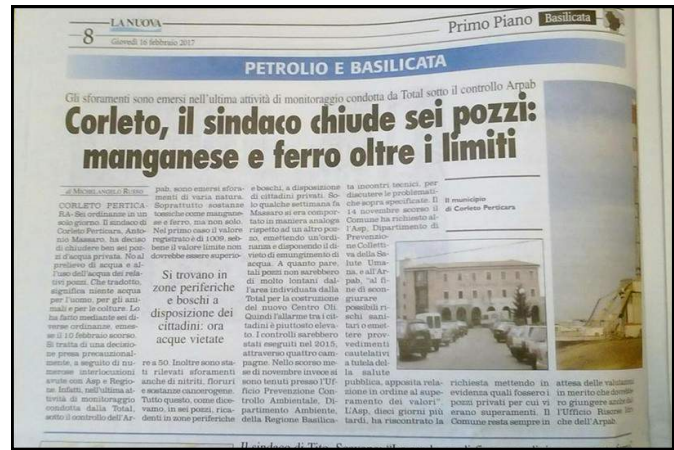 8
LA NUOVA
Giovedì 16 febbraio 2017
Primo Piano Basilicata
PETROLIO E BASILICATA
Gli sforamenti sono emersi nell'ultima attività di monitoraggio condotta da Total sotto il controllo Arpab
Corleto, il sindaco chiude sei pozzi:
manganese e ferro oltre i limiti
di MICHELANGELO RUSSO
CORLETO PERTICA-
RA- Sei ordinanze in un
solo giorno. Il sindaco di
Corleto Perticara, Anto-
nio Massaro, ha deciso
di chiudere ben sei poz-
zi d'acqua privata. No al
prelievo di acqua e al-
l'uso dell'acqua dei rela-
tivi pozzi. Che tradotto,
significa niente acqua
per l'uomo, per gli ani-
mali e per le colture. Lo
ha fatto mediante sei di-
verse ordinanze, emes-
se il 10 febbraio scorso.
Si tratta di una decisio-
ne presa precauzional-
mente, a seguito di nu-
merose interlocuzioni
avute con Asp e Regio-
ne. Infatti, nell'ultima at-
tività di monitoraggio
condotta dalla Total,
sotto il controllo dell'Ar-
pab, sono emersi sfora-
menti di varia natura.
Soprattutto sostanze
tossiche come mangane-
se e ferro, ma non solo.
Nel primo caso il valore
registrato è di 1009, seb-
bene il valore limite non
dovrebbe essere superio-
Si trovano in
zone periferiche
e boschi a
disposizione dei
cittadini: ora
acque vietate
re a 50. Inoltre sono sta-
ti rilevati sforamenti
anche di nitriti, fioruri
e sostanze cancerogene.
Tutto questo, come dice-
vamo, in sei pozzi, rica-
denti in zone periferiche
e boschi, a disposizione
di cittadini privati. So-
lo qualche settimana fa
Massaro si era compor-
tato in maniera analoga
rispetto ad un altro poz-
zo, emettendo un'ordi-
nanza e disponendo il di-
vieto di emungimento di
acqua. A quanto pare,
tali pozzi non sarebbero
di molto lontani dal-
l'area individuata dalla
Total per la costruzione
del nuovo Centro Oli.
Quindi l'allarme tra i cit-
tadini è piuttosto eleva-
to. I controlli sarebbero
stati eseguiti nel 2015,
attraverso quattro cam-
pagne. Nello scorso me-
se di novembre invece si
sono tenuti presso l'Uf-
ficio Prevenzione Con-
trollo Ambientale, Di-
partimento Ambiente,
della Regione Basilica-
ta incontri tecnici, per
discutere le problemati-
che sopra specificate. Il
14 novembre scorso il
Comune ha richiesto al-
l'Asp, Dipartimento di
Prevenzio-
ne Colletti-
va della Sa-
lute Uma-
na, e all'Ar-
pab, "al fi-
ne di scon-
giurare
possibili ri-
schi sani-
tari o emet-
tere prov-
vedimenti
cautelativi
a tutela del-
la salute
pubblica, apposita rela-
zione in ordine al supe-
ramento dei valori".
L'Asp, dieci giorni più
tardi, ha riscontrato la
Il municipio
di Corleto Perticara
richiesta mettendo in
evidenza quali fossero i
pozzi privati per cui vi
erano superamenti. Il
Comune resta sempre in
attesa delle valutazioni
in merito che dovreb-
ro giungere anche
l'Ufficio Risorse
che dell'Arpab.